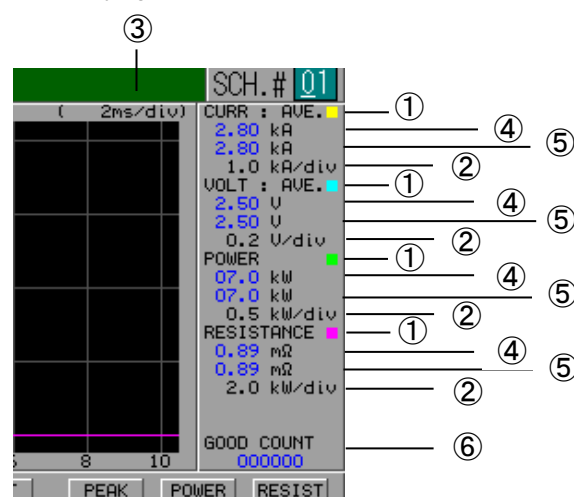 ③
SCH.# 01
( 2ms/div)
CURR : AVE. ①
2.80 kA ④
2.80 kA ⑤
1.0 kA/div ②
VOLT : AVE. ①
2.50 V ④
2.50 V ⑤
0.2 V/div ②
POWER ①
07.0 kW ④
07.0 kW ⑤
0.5 kW/div ②
RESISTANCE ①
0.89 mΩ ④
0.89 mΩ ⑤
2.0 kW/div ②
GOOD COUNT ⑥
000000
8 10
PEAK POWER RESIST